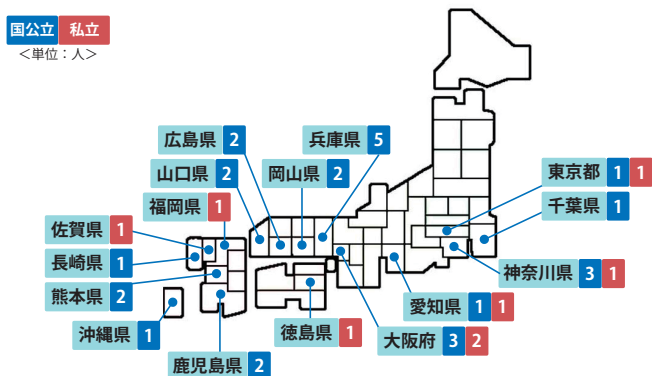 国公立 私立
＜単位：人＞
広島県 2
兵庫県 5
山口県 2
岡山県 2
東京都 1 1
福岡県 1
千葉県 1
佐賀県 1
長崎県 1
神奈川県 3 1
熊本県 2
愛知県 1 1
沖縄県 1
徳島県 1
大阪府 3 2
鹿児島県 2